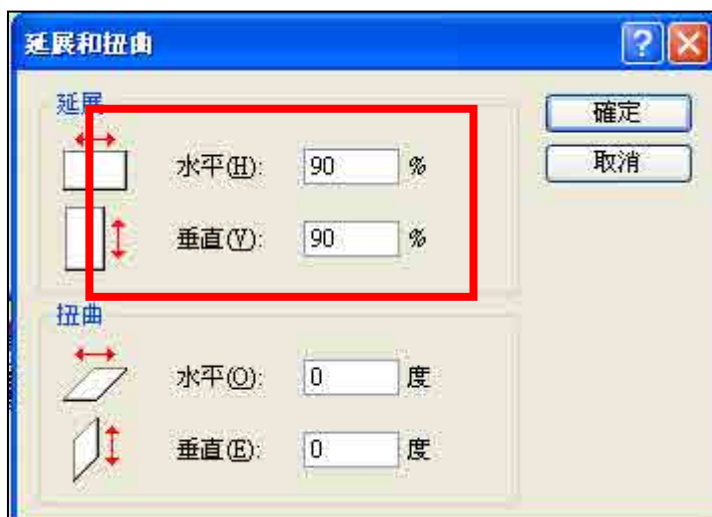 延展和扭曲
延展
水平(H): 90 %
垂直(V): 90 %
扭曲
水平(O): 0 度
垂直(E): 0 度
確定
取消